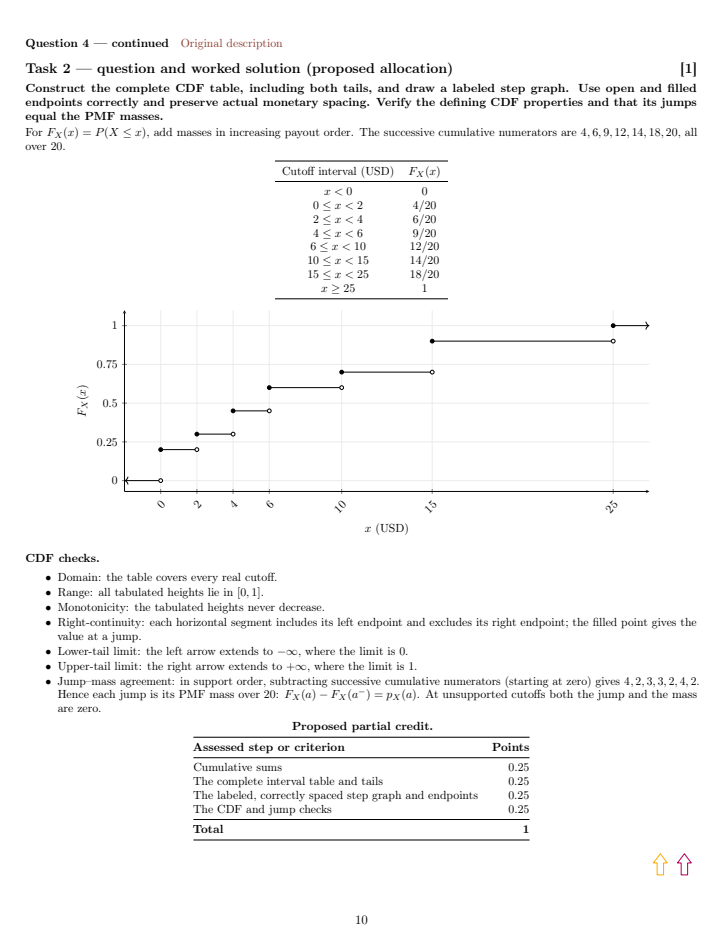 Question 4 — continued Original description
Task 2 — question and worked solution (proposed allocation) [1]
Construct the complete CDF table, including both tails, and draw a labeled step graph. Use open and filled
endpoints correctly and preserve actual monetary spacing. Verify the defining CDF properties and that its jumps
equal the PMF masses.
For F_X(x) = P(X ≤ x), add masses in increasing payout order. The successive cumulative numerators are 4, 6, 9, 12, 14, 18, 20, all
over 20.
Cutoff interval (USD) F_X(x)
x < 0 0
0 ≤ x < 2 4/20
2 ≤ x < 4 6/20
4 ≤ x < 6 9/20
6 ≤ x < 10 12/20
10 ≤ x < 15 14/20
15 ≤ x < 25 18/20
x ≥ 25 1
1
0.75
0.5
0.25
0
F_X(x)
0 2 4 6 10 15 25
x (USD)
CDF checks.
• Domain: the table covers every real cutoff.
• Range: all tabulated heights lie in [0, 1].
• Monotonicity: the tabulated heights never decrease.
• Right-continuity: each horizontal segment includes its left endpoint and excludes its right endpoint; the filled point gives the
value at a jump.
• Lower-tail limit: the left arrow extends to −∞, where the limit is 0.
• Upper-tail limit: the right arrow extends to +∞, where the limit is 1.
• Jump–mass agreement: in support order, subtracting successive cumulative numerators (starting at zero) gives 4, 2, 3, 3, 2, 4, 2.
Hence each jump is its PMF mass over 20: F_X(a) − F_X(a⁻) = p_X(a). At unsupported cutoffs both the jump and the mass
are zero.
Proposed partial credit.
Assessed step or criterion Points
Cumulative sums 0.25
The complete interval table and tails 0.25
The labeled, correctly spaced step graph and endpoints 0.25
The CDF and jump checks 0.25
Total 1
10